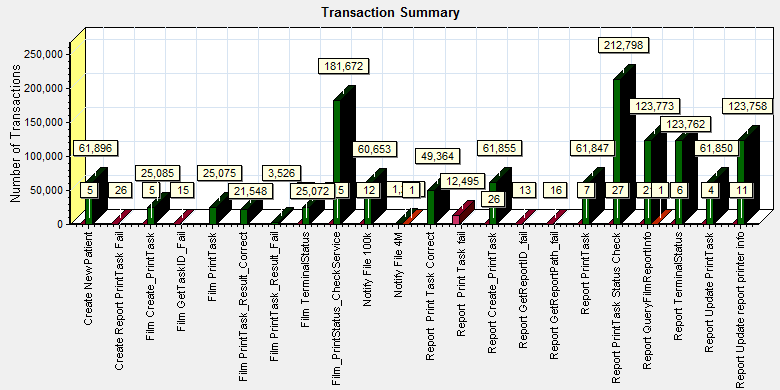 Transaction Summary
Number of Transactions
250,000
200,000
150,000
100,000
50,000
0
212,798
181,672
123,773
123,758
123,762
61,896
60,653
61,855
61,847
61,850
49,364
25,085
25,075
3,526
12,495
21,548
25,072
5
26
5
15
5
12
1
26
13
16
7
27
1
6
4
11
Create NewPatient
Create Report PrintTask Fail
Film Create_PrintTask
Film GetTaskID_Fail
Film PrintTask
Film PrintTask_Result_Correct
Film PrintTask_Result_Fail
Film TerminalStatus
Film_PrintStatus_CheckService
Notify File 100k
Notify File 4M
Report Print Task Correct
Report Print Task fail
Report Create_PrintTask
Report GetReportID_fail
Report GetReportPath_fail
Report PrintTask
Report PrintTask Status Check
Report QueryFilmReportInfo
Report TerminalStatus
Report Update PrintTask
Report Update report printer info